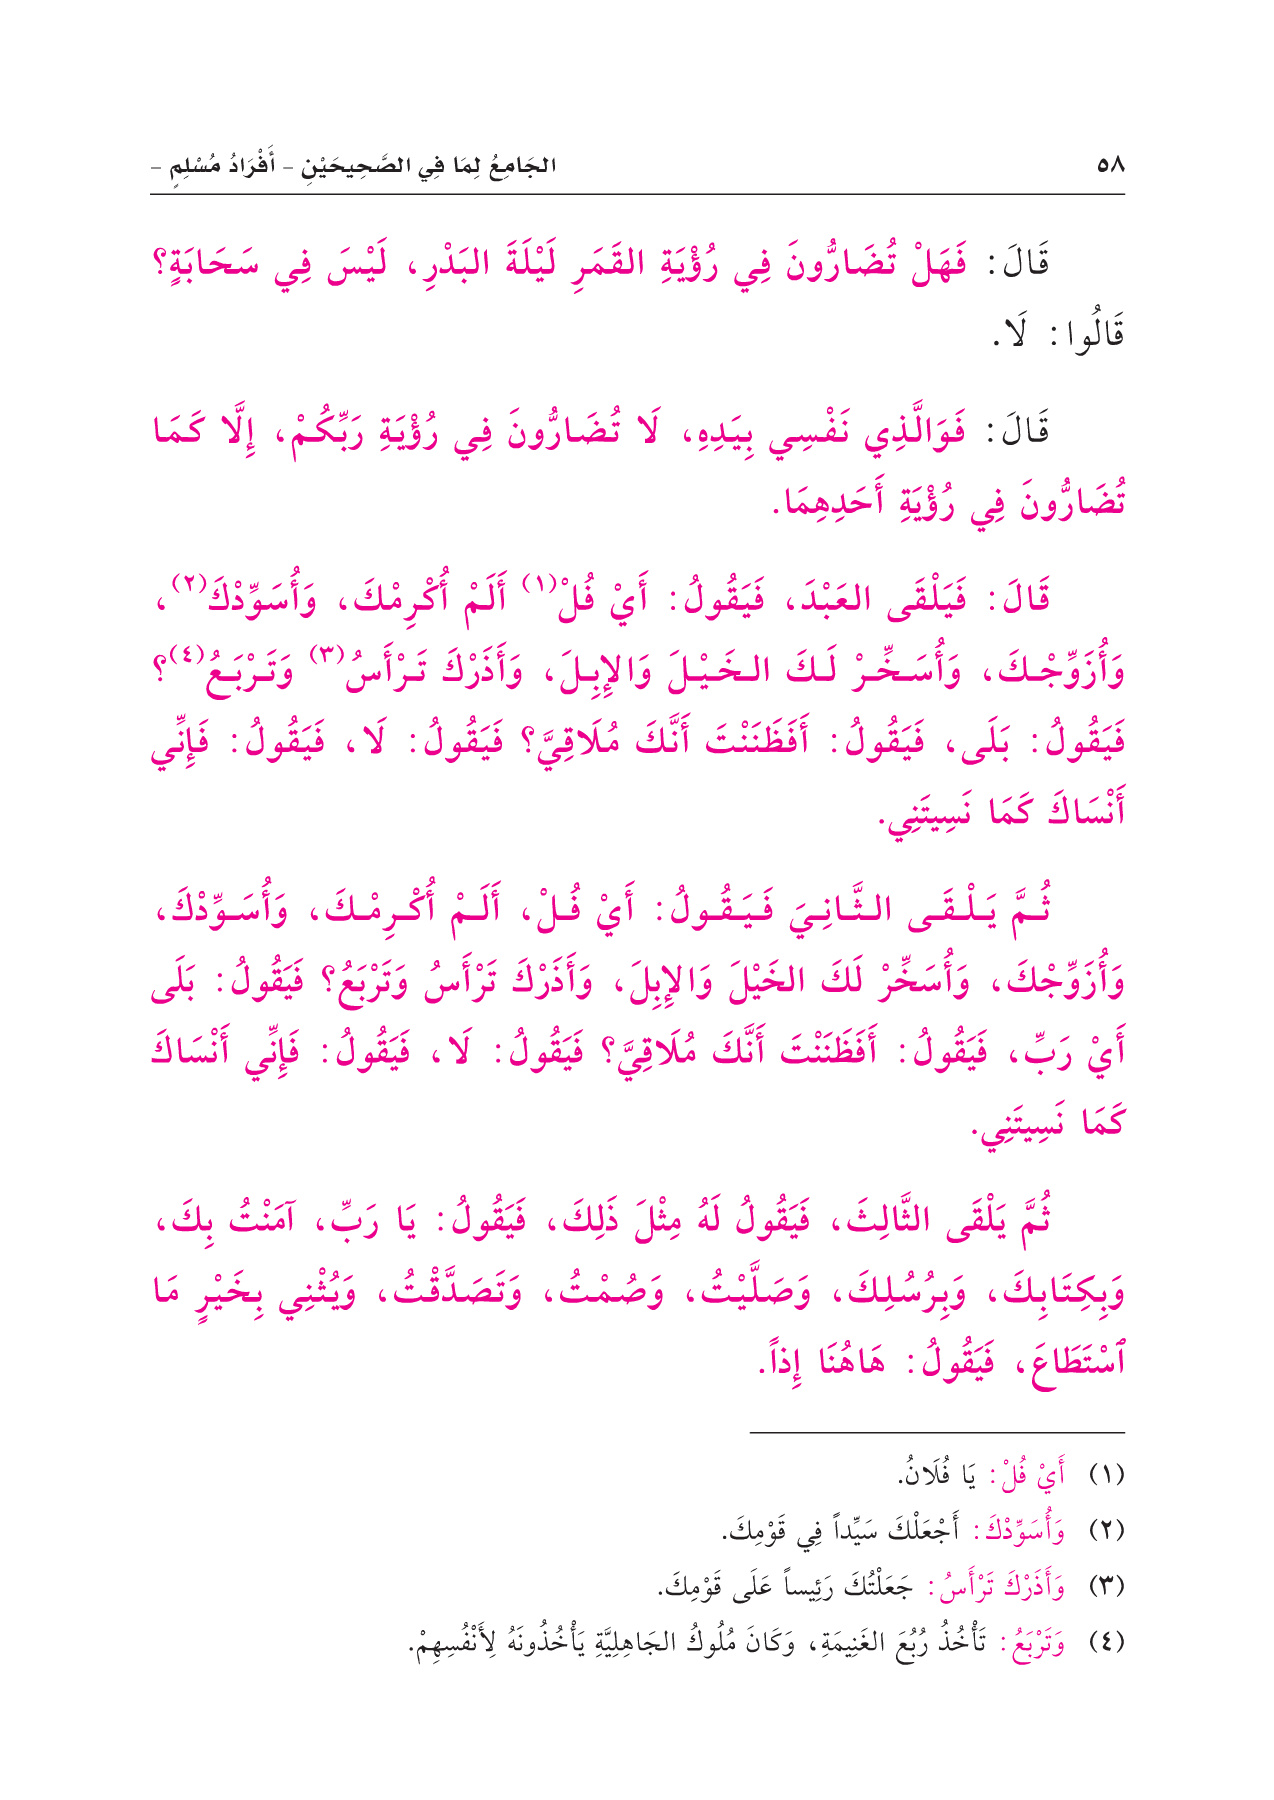 ٥٨ الجَامِعُ لِمَا فِي الصَّحِيحَيْنِ - أَفْرَادُ مُسْلِمٍ -
قَالَ: فَهَلْ تُضَارُّونَ فِي رُؤْيَةِ القَمَرِ لَيْلَةَ البَدْرِ، لَيْسَ فِي سَحَابَةٍ؟
قَالُوا: لَا.
قَالَ: فَوَالَّذِي نَفْسِي بِيَدِهِ، لَا تُضَارُّونَ فِي رُؤْيَةِ رَبِّكُمْ، إِلَّا كَمَا
تُضَارُّونَ فِي رُؤْيَةِ أَحَدِهِمَا.
قَالَ: فَيَلْقَى العَبْدَ، فَيَقُولُ: أَيْ فُلْ(١) أَلَمْ أُكْرِمْكَ، وَأُسَوِّدْكَ(٢)،
وَأُزَوِّجْكَ، وَأُسَخِّرْ لَكَ الخَيْلَ وَالإِبِلَ، وَأَذَرْكَ تَرْأَسُ(٣) وَتَرْبَعُ(٤)؟
فَيَقُولُ: بَلَى، فَيَقُولُ: أَفَظَنَنْتَ أَنَّكَ مُلَاقِيَّ؟ فَيَقُولُ: لَا، فَيَقُولُ: فَإِنِّي
أَنْسَاكَ كَمَا نَسِيتَنِي.
ثُمَّ يَلْقَى الثَّانِيَ فَيَقُولُ: أَيْ فُلْ، أَلَمْ أُكْرِمْكَ، وَأُسَوِّدْكَ،
وَأُزَوِّجْكَ، وَأُسَخِّرْ لَكَ الخَيْلَ وَالإِبِلَ، وَأَذَرْكَ تَرْأَسُ وَتَرْبَعُ؟ فَيَقُولُ: بَلَى
أَيْ رَبِّ، فَيَقُولُ: أَفَظَنَنْتَ أَنَّكَ مُلَاقِيَّ؟ فَيَقُولُ: لَا، فَيَقُولُ: فَإِنِّي أَنْسَاكَ
كَمَا نَسِيتَنِي.
ثُمَّ يَلْقَى الثَّالِثَ، فَيَقُولُ لَهُ مِثْلَ ذَلِكَ، فَيَقُولُ: يَا رَبِّ، آمَنْتُ بِكَ،
وَبِكِتَابِكَ، وَبِرُسُلِكَ، وَصَلَّيْتُ، وَصُمْتُ، وَتَصَدَّقْتُ، وَيُثْنِي بِخَيْرٍ مَا
ٱسْتَطَاعَ، فَيَقُولُ: هَاهُنَا إِذاً.
(١) أَيْ فُلْ: يَا فُلَانُ.
(٢) وَأُسَوِّدْكَ: أَجْعَلْكَ سَيِّداً فِي قَوْمِكَ.
(٣) وَأَذَرْكَ تَرْأَسُ: جَعَلْتُكَ رَئِيساً عَلَى قَوْمِكَ.
(٤) وَتَرْبَعُ: تَأْخُذُ رُبُعَ الغَنِيمَةِ، وَكَانَ مُلُوكُ الجَاهِلِيَّةِ يَأْخُذُونَهُ لِأَنْفُسِهِمْ.